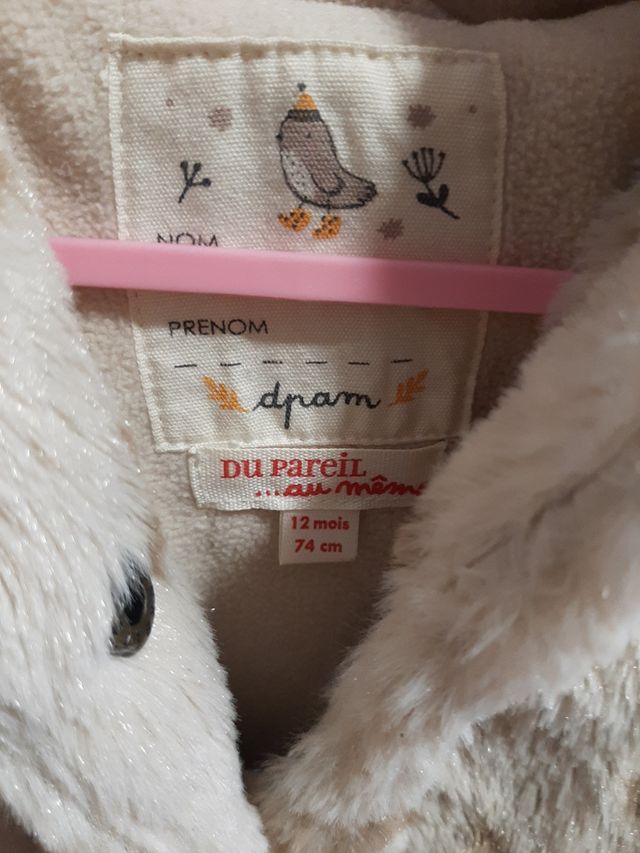 NOM
PRENOM
dpam
DU PAREIL
...au même
12 mois
74 cm